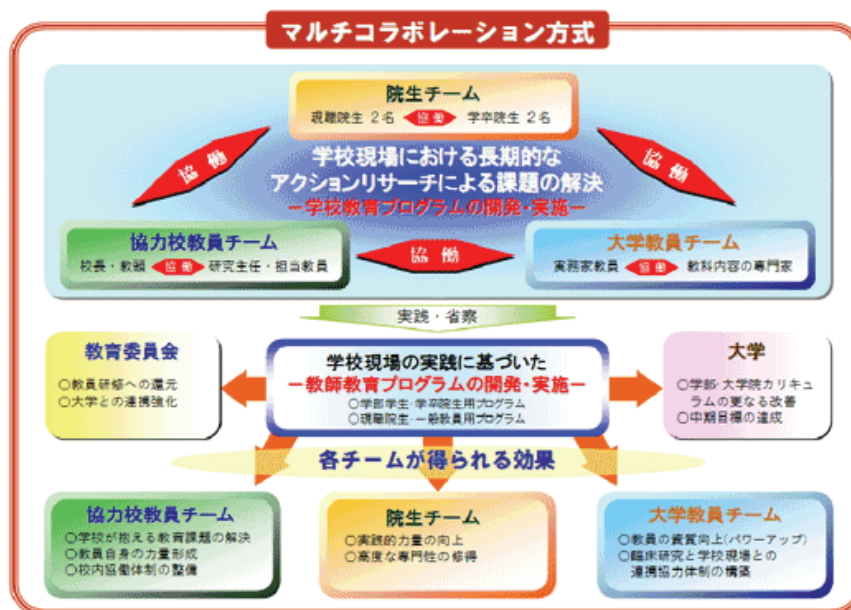 マルチコラボレーション方式
院生チーム
現職院生 2名 協働 学卒院生 2名
協働
協働
学校現場における長期的な
アクションリサーチによる課題の解決
－学校教育プログラムの開発・実施－
協力校教員チーム
校長・教頭 協働 研究主任・担当教員
協働
大学教員チーム
実務家教員 協働 教科内容の専門家
実践・省察
教育委員会
○教員研修への還元
○大学との連携強化
学校現場の実践に基づいた
－教師教育プログラムの開発・実施－
○学部学生・学卒院生用プログラム
○現職院生・一般教員用プログラム
大学
○学部・大学院カリキュ
ラムの更なる改善
○中期目標の達成
各チームが得られる効果
協力校教員チーム
○学校が抱える教育課題の解決
○教員自身の力量形成
○校内協働体制の整備
院生チーム
○実践的力量の向上
○高度な専門性の修得
大学教員チーム
○教員の資質向上(パワーアップ)
○臨床研究と学校現場との
連携協力体制の構築